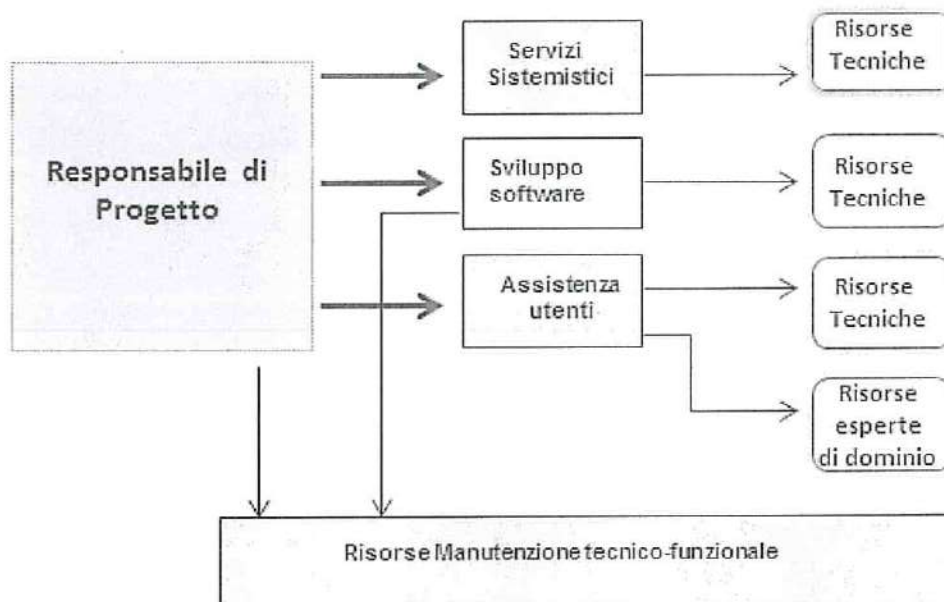 Responsabile di
Progetto
Servizi
Sistemistici
Risorse
Tecniche
Sviluppo
software
Risorse
Tecniche
Assistenza
utenti
Risorse
Tecniche
Risorse
esperte
di dominio
Risorse Manutenzione tecnico-funzionale